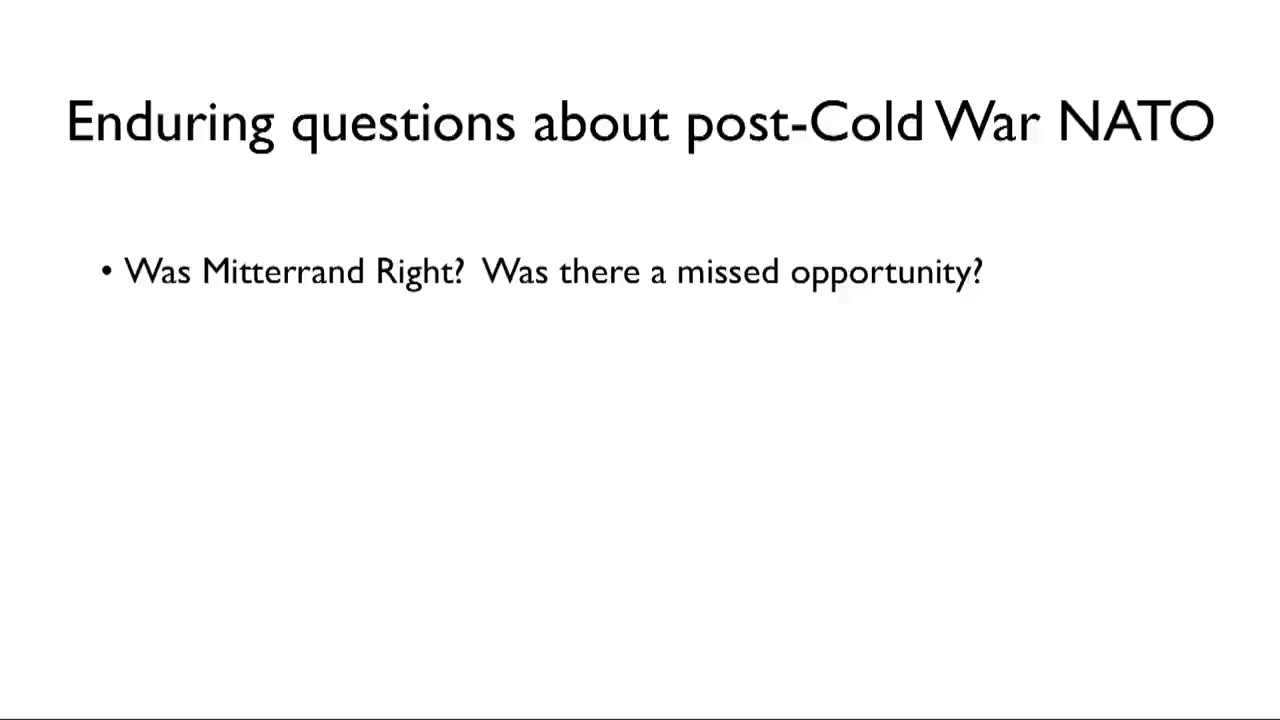 Enduring questions about post-Cold War NATO
• Was Mitterrand Right?  Was there a missed opportunity?